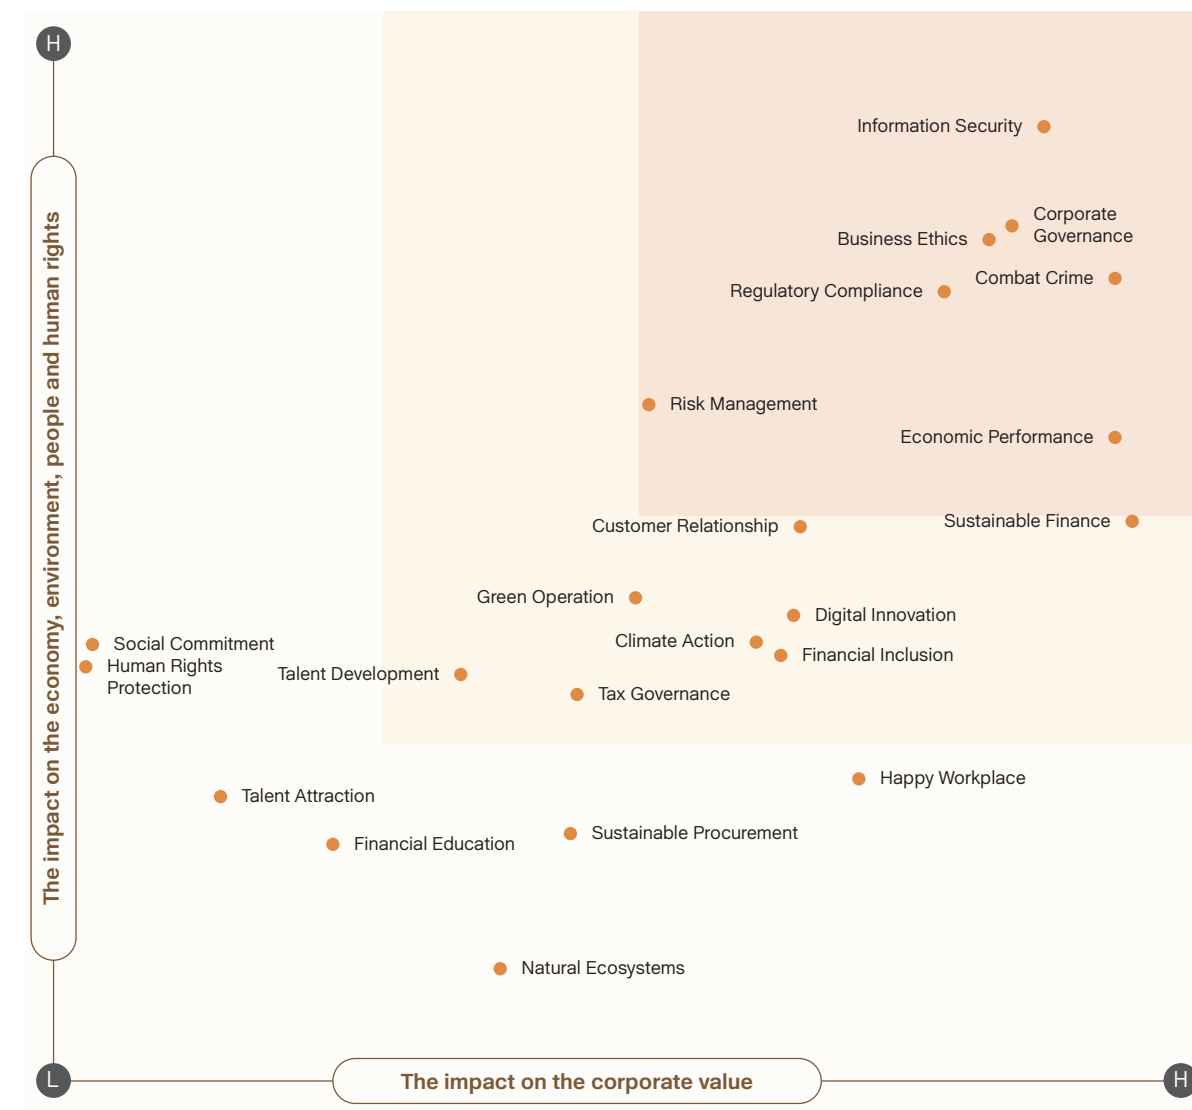 H
The impact on the economy, environment, people and human rights
Information Security
Corporate
Governance
Business Ethics
Combat Crime
Regulatory Compliance
Risk Management
Economic Performance
Sustainable Finance
Customer Relationship
Green Operation
Digital Innovation
Climate Action
Financial Inclusion
Social Commitment
Human Rights
Protection
Talent Development
Tax Governance
Happy Workplace
Talent Attraction
Sustainable Procurement
Financial Education
Natural Ecosystems
L
The impact on the corporate value
H